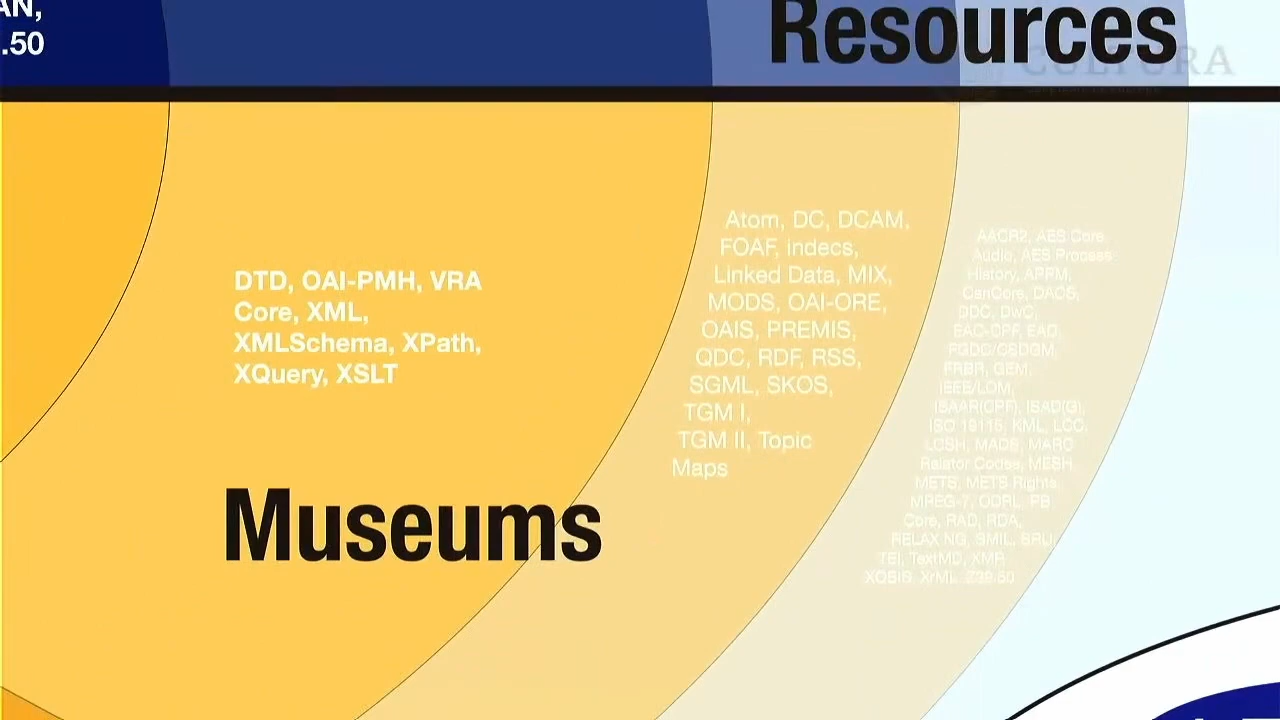 AN,
.50
Resources
CULTURA
DTD, OAI-PMH, VRA
Core, XML,
XMLSchema, XPath,
XQuery, XSLT
Museums
Atom, DC, DCAM,
FOAF, indecs,
Linked Data, MIX,
MODS, OAI-ORE,
OAIS, PREMIS,
QDC, RDF, RSS,
SGML, SKOS,
TGM I,
TGM II, Topic
Maps
AACR2, AES Core
Audio, AES Process
History, APPM,
CanCore, DACS,
DDC, DwC,
EAC-CPF, EAD,
FGDC/CSDGM,
FRBR, GEM,
IEEE/LOM,
ISAAR(CPF), ISAD(G),
ISO 19115, KML, LCC,
LCSH, MADS, MARC
Relator Codes, MESH
METS, METS Rights,
MPEG-7, ODRL, PB
Core, RAD, RDA,
RELAX NG, SMIL, SRU,
TEI, TextMD, XMP,
XOBIS, XrML, Z39.50